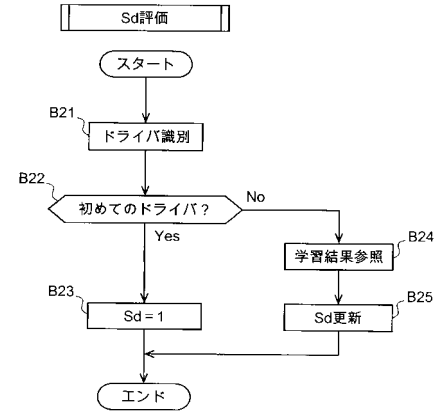 Sd評価
スタート
B21
ドライバ識別
B22
初めてのドライバ？
No
Yes
B24
学習結果参照
B23
Sd＝1
B25
Sd更新
エンド